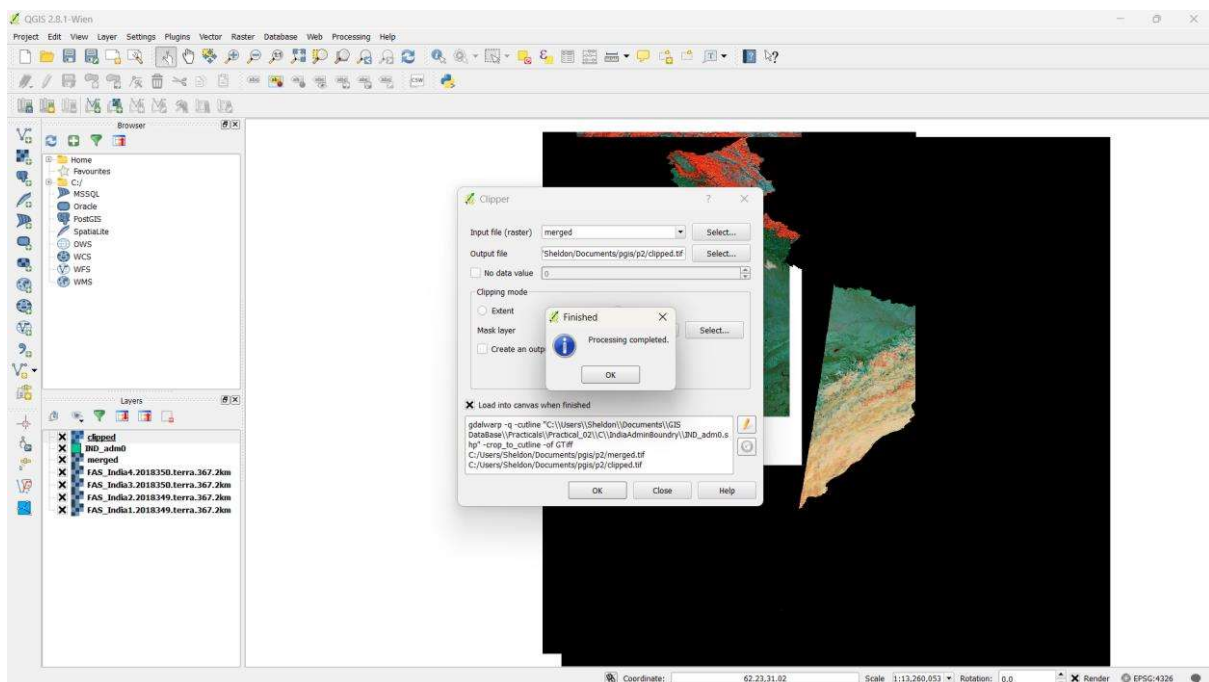 QGIS 2.8.1-Wien
Project Edit View Layer Settings Plugins Vector Raster Database Web Processing Help
CSW
Browser
Home
Favourites
C:/
MSSQL
Oracle
PostGIS
SpatiaLite
OWS
WCS
WFS
WMS
Layers
clipped
IND_adm0
merged
FAS_India4.2018350.terra.367.2km
FAS_India3.2018350.terra.367.2km
FAS_India2.2018349.terra.367.2km
FAS_India1.2018349.terra.367.2km
Clipper
Input file (raster) merged Select...
Output file 'Sheldon/Documents/pgis/p2/clipped.tif Select...
No data value 0
Clipping mode
Extent
Mask layer Select...
Create an outp
Finished
Processing completed.
OK
Load into canvas when finished
gdalwarp -q -cutline "C:\\Users\\Sheldon\\Documents\\GIS
DataBase\\Practicals\\Practical_02\\C\\IndiaAdminBoundry\\IND_adm0.s
hp" -crop_to_cutline -of GTiff
C:/Users/Sheldon/Documents/pgis/p2/merged.tif
C:/Users/Sheldon/Documents/pgis/p2/clipped.tif
OK Close Help
Coordinate: 62.23,31.02 Scale 1:13,260,053 Rotation: 0.0 Render EPSG:4326